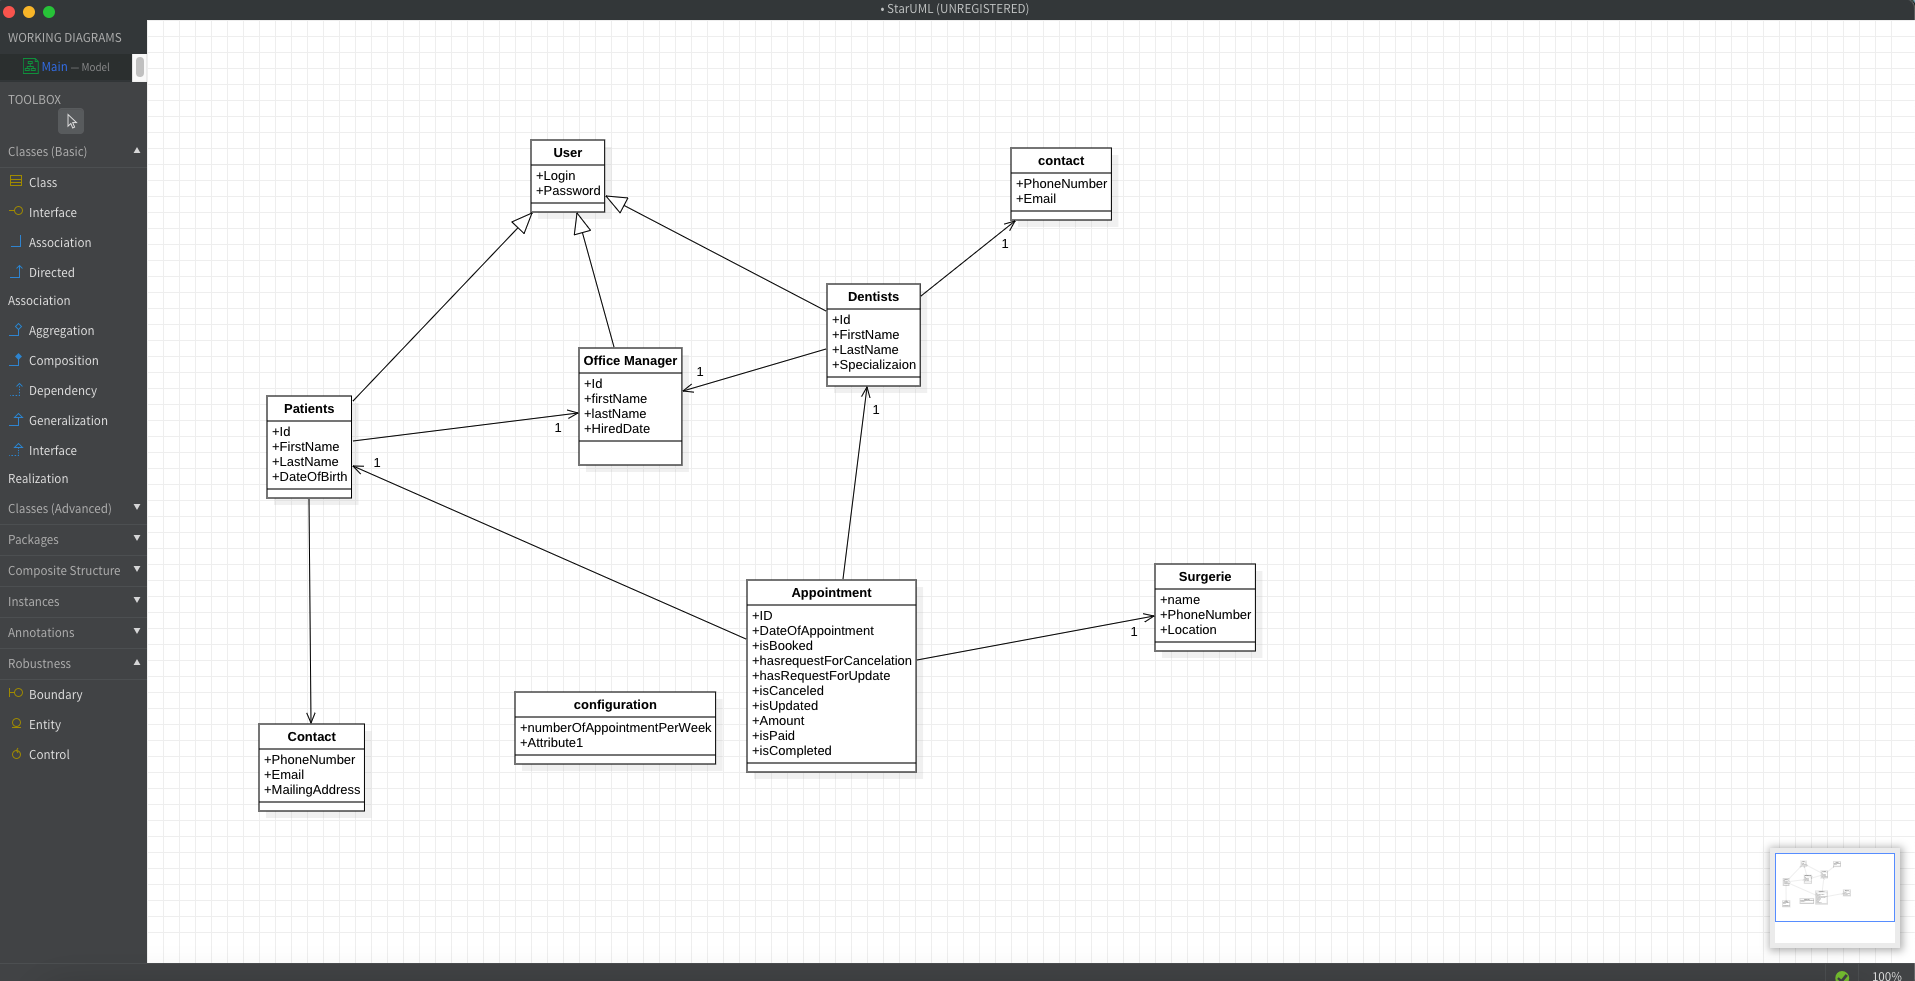 • StarUML (UNREGISTERED)
WORKING DIAGRAMS
Main — Model
TOOLBOX
Classes (Basic)
Class
Interface
Association
Directed
Association
Aggregation
Composition
Dependency
Generalization
Interface
Realization
Classes (Advanced)
Packages
Composite Structure
Instances
Annotations
Robustness
Boundary
Entity
Control
User
+Login
+Password
contact
+PhoneNumber
+Email
1
Dentists
+Id
+FirstName
+LastName
+Specializaion
1
Office Manager
+Id
+firstName
+lastName
+HiredDate
1
1
Patients
+Id
+FirstName
+LastName
+DateOfBirth
1
Appointment
+ID
+DateOfAppointment
+isBooked
+hasrequestForCancelation
+hasRequestForUpdate
+isCanceled
+isUpdated
+Amount
+isPaid
+isCompleted
Surgerie
+name
+PhoneNumber
+Location
1
configuration
+numberOfAppointmentPerWeek
+Attribute1
Contact
+PhoneNumber
+Email
+MailingAddress
100%